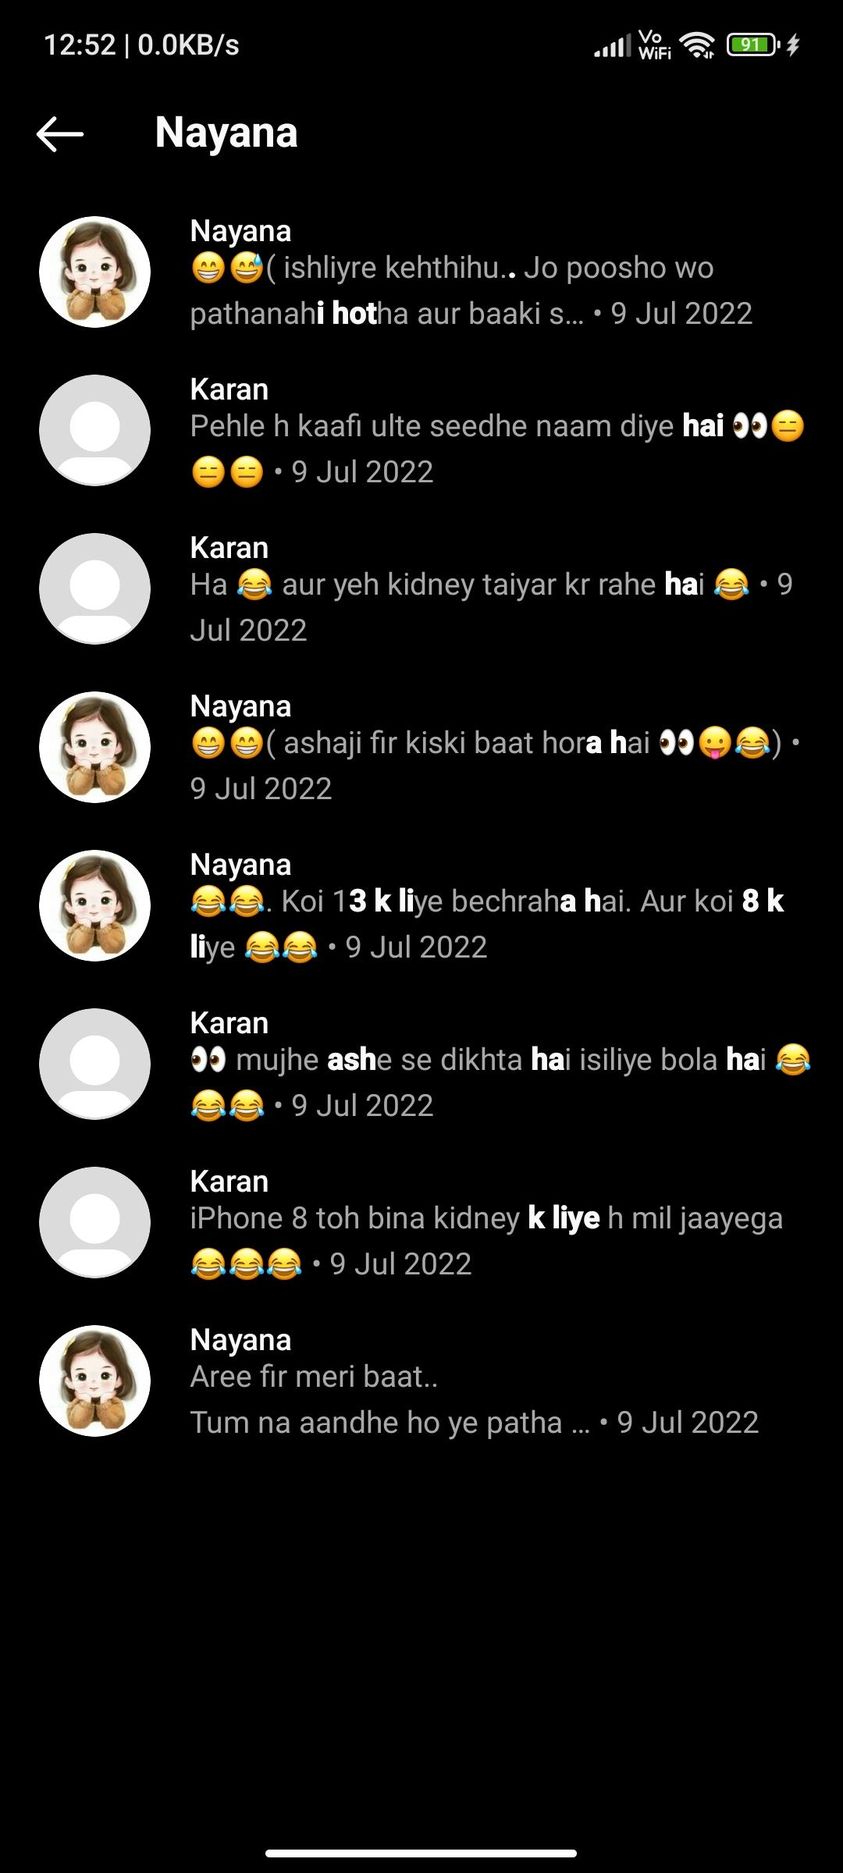 12:52 | 0.0KB/s Vo WiFi 91
Nayana
Nayana
😁😅( ishliyre kehthihu.. Jo poosho wo
pathanahi hotha aur baaki s... • 9 Jul 2022
Karan
Pehle h kaafi ulte seedhe naam diye hai 👀😑
😑😑 • 9 Jul 2022
Karan
Ha 😂 aur yeh kidney taiyar kr rahe hai 😂 • 9
Jul 2022
Nayana
😁😁( ashaji fir kiski baat hora hai 👀😛😂) •
9 Jul 2022
Nayana
😂😂. Koi 13 k liye bechraha hai. Aur koi 8 k
liye 😂😂 • 9 Jul 2022
Karan
👀 mujhe ashe se dikhta hai isiliye bola hai 😂
😂😂 • 9 Jul 2022
Karan
iPhone 8 toh bina kidney k liye h mil jaayega
😂😂😂 • 9 Jul 2022
Nayana
Aree fir meri baat..
Tum na aandhe ho ye patha ... • 9 Jul 2022